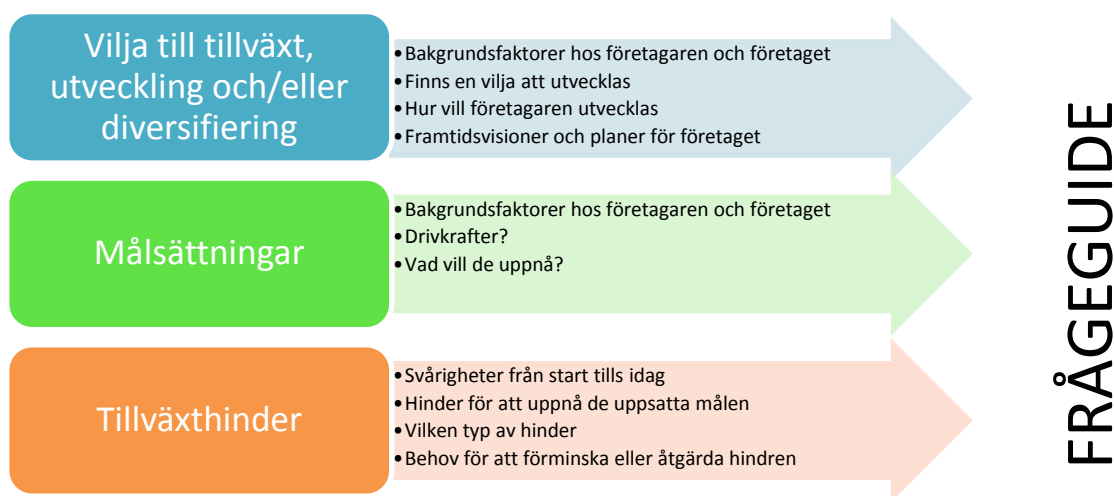 Vilja till tillväxt,
utveckling och/eller
diversifiering
•Bakgrundsfaktorer hos företagaren och företaget
•Finns en vilja att utvecklas
•Hur vill företagaren utvecklas
•Framtidsvisioner och planer för företaget
Målsättningar
•Bakgrundsfaktorer hos företagaren och företaget
•Drivkrafter?
•Vad vill de uppnå?
Tillväxthinder
•Svårigheter från start tills idag
•Hinder för att uppnå de uppsatta målen
•Vilken typ av hinder
•Behov för att förminska eller åtgärda hindren
FRÅGEGUIDE